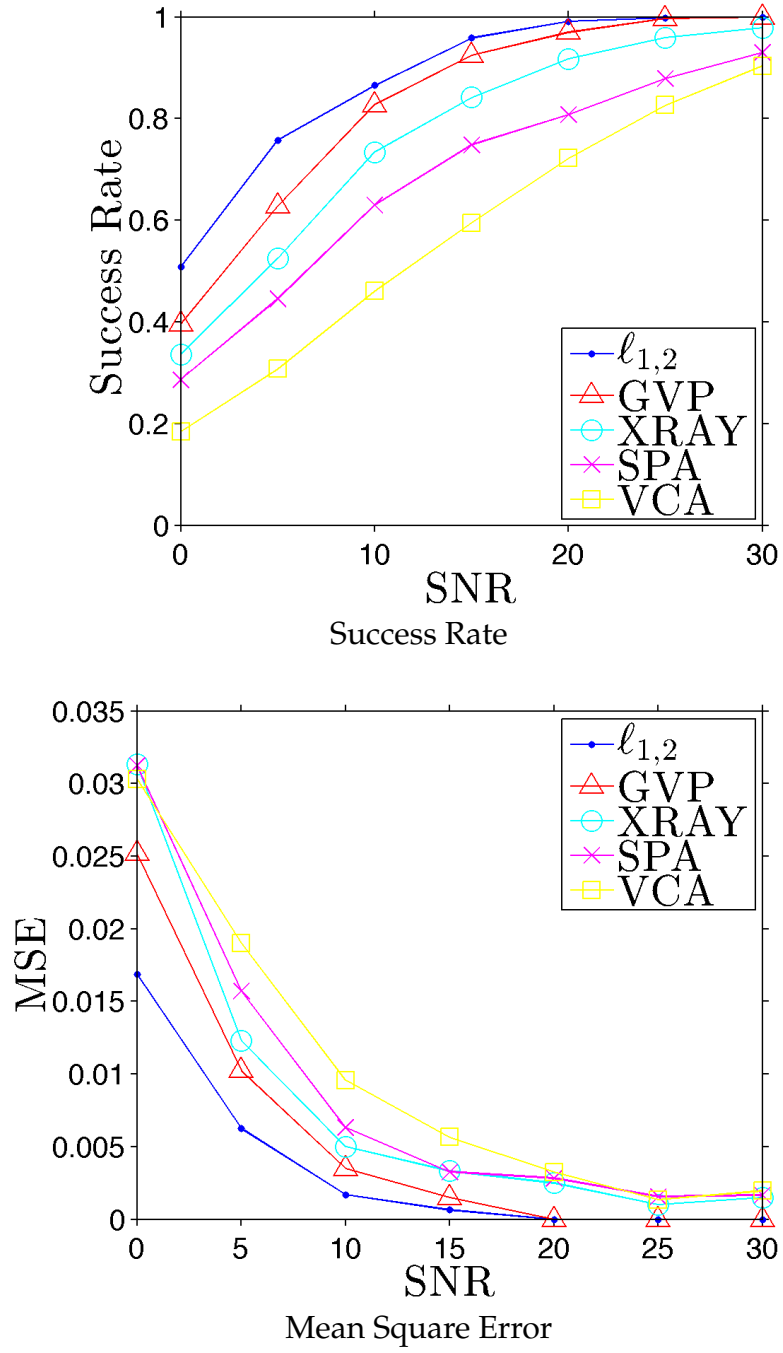 1
0.8
0.6
0.4
0.2
0
Success Rate
0 10 20 30
SNR
ℓ1,2
GVP
XRAY
SPA
VCA
Success Rate
0.035
0.03
0.025
0.02
0.015
0.01
0.005
0
MSE
0 5 10 15 20 25 30
SNR
ℓ1,2
GVP
XRAY
SPA
VCA
Mean Square Error